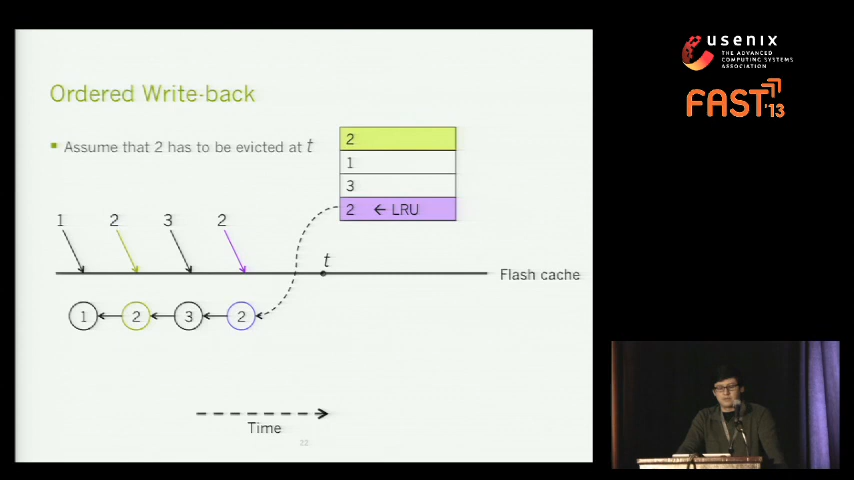 Ordered Write-back
Assume that 2 has to be evicted at t
2
1
3
2 ← LRU
1 2 3 2
t
Flash cache
1 2 3 2
Time
22
usenix
THE ADVANCED
COMPUTING SYSTEMS
ASSOCIATION
FAST'13